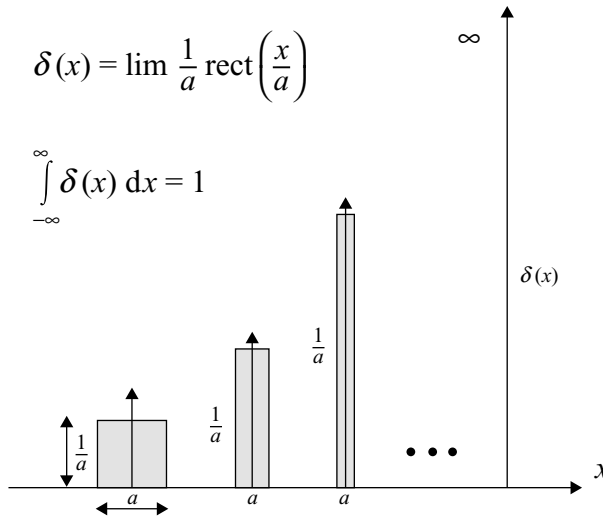 ∞
δ(x) = lim 1/a rect(x/a)
∫_{-∞}^{∞} δ(x) dx = 1
δ(x)
1/a
1/a
1/a
x
a
a
a